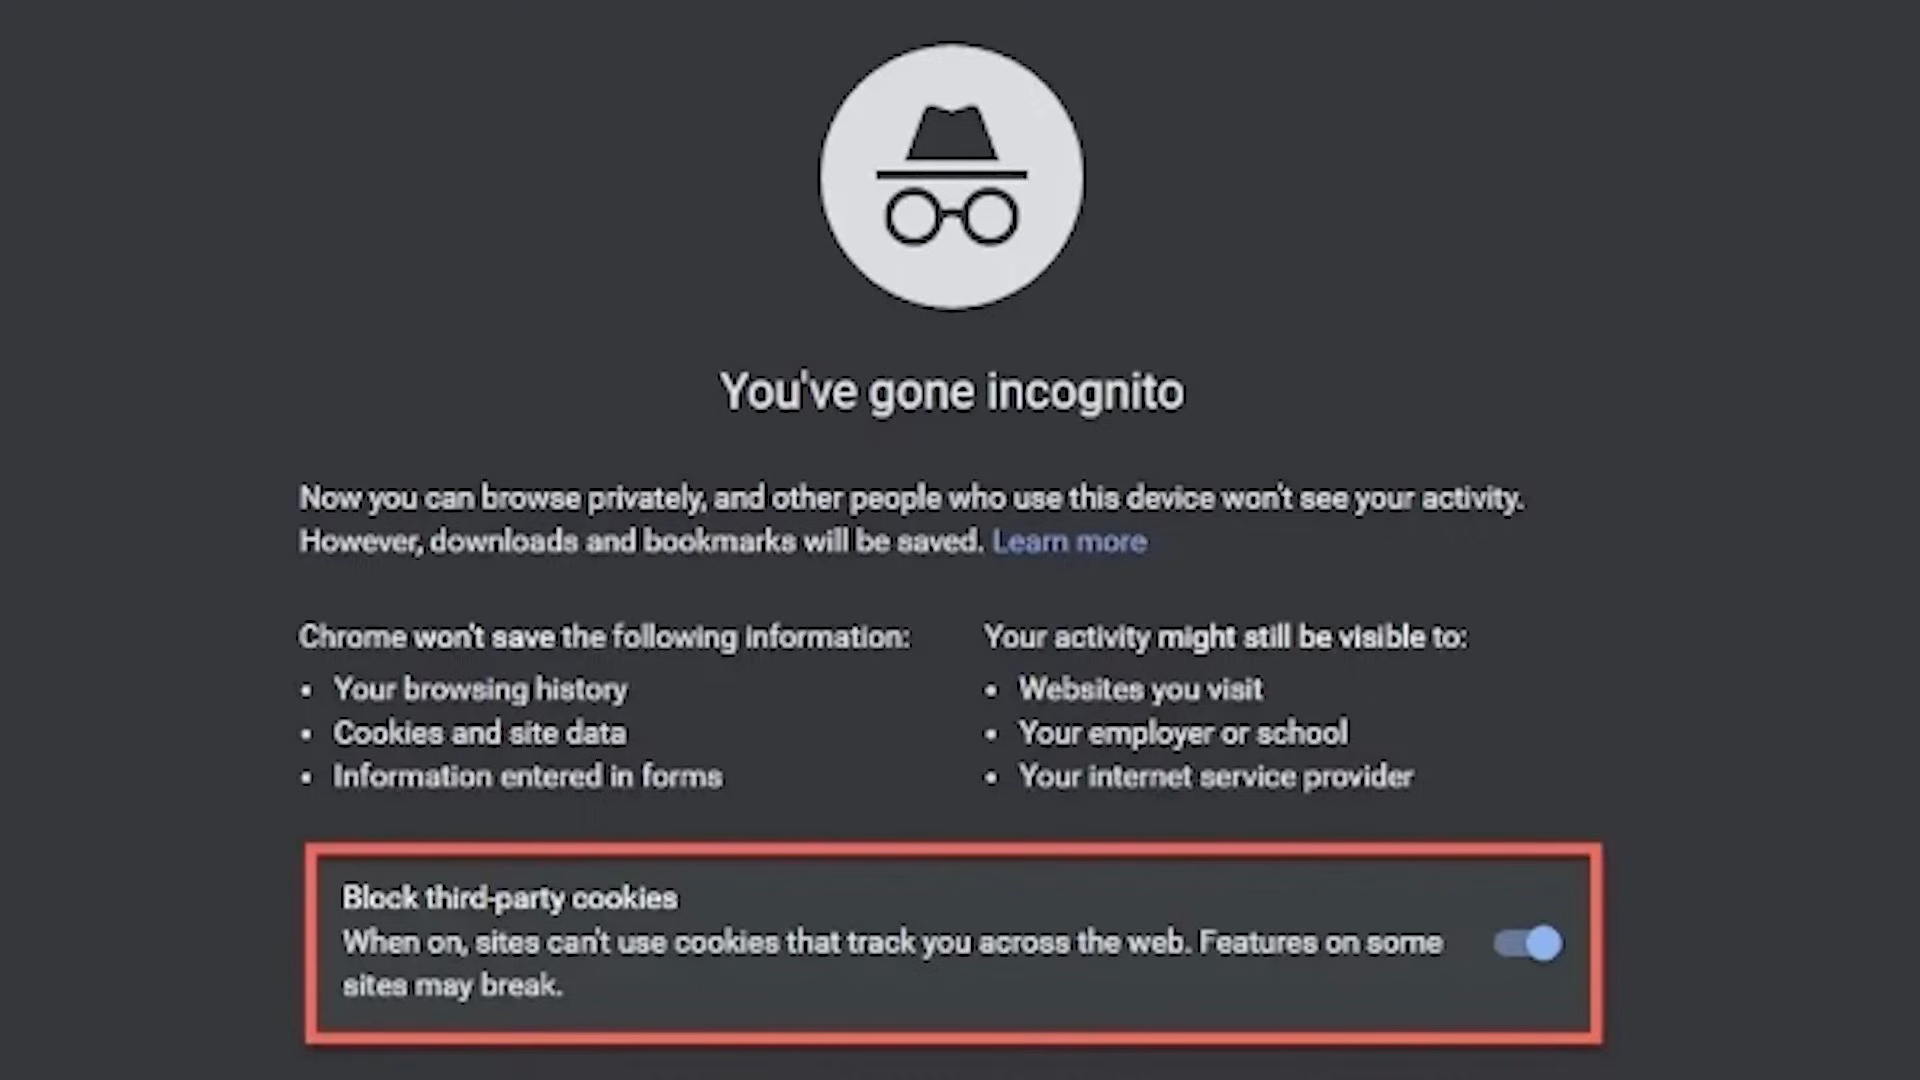 You've gone incognito
Now you can browse privately, and other people who use this device won't see your activity.
However, downloads and bookmarks will be saved. Learn more
Chrome won't save the following information:
• Your browsing history
• Cookies and site data
• Information entered in forms
Your activity might still be visible to:
• Websites you visit
• Your employer or school
• Your internet service provider
Block third-party cookies
When on, sites can't use cookies that track you across the web. Features on some
sites may break.